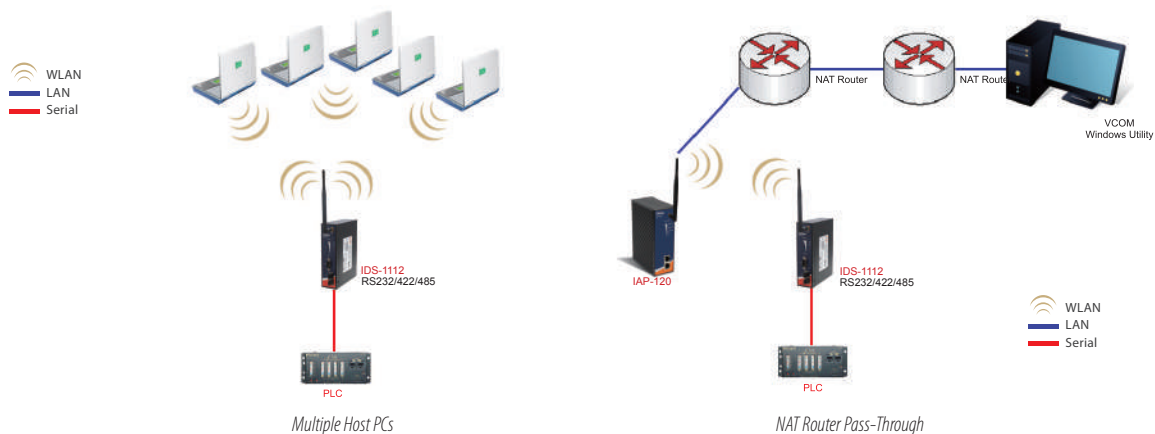 WLAN
LAN
Serial
IDS-1112
RS232/422/485
PLC
Multiple Host PCs
NAT Router
NAT Route
VCOM
Windows Utility
IAP-120
IDS-1112
RS232/422/485
PLC
WLAN
LAN
Serial
NAT Router Pass-Through